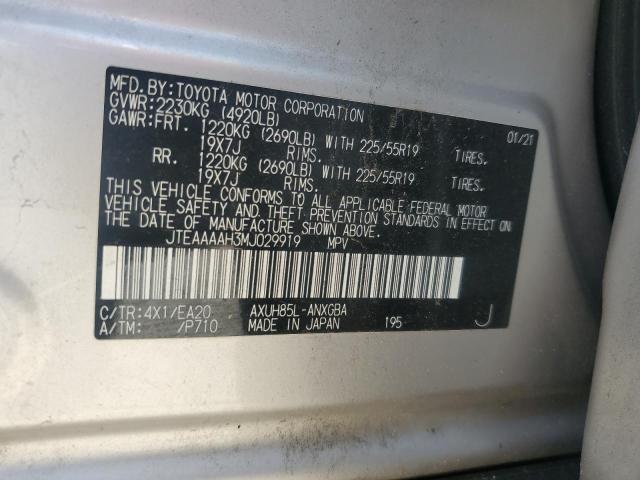 MFD.BY:TOYOTA MOTOR CORPORATION 01/21
GVWR:2230KG (4920LB)
GAWR:FRT. 1220KG (2690LB) WITH 225/55R19 TIRES.
19X7J RIMS.
RR. 1220KG (2690LB) WITH 225/55R19 TIRES.
19X7J RIMS.
THIS VEHICLE CONFORMS TO ALL APPLICABLE FEDERAL MOTOR
VEHICLE SAFETY AND THEFT PREVENTION STANDARDS IN EFFECT ON
THE DATE OF MANUFACTURE SHOWN ABOVE.
JTEAAAAH3MJ029919 MPV
C/TR:4X1/EA20 AXUH85L-ANXGBA
A/TM: /P710 MADE IN JAPAN 195 J